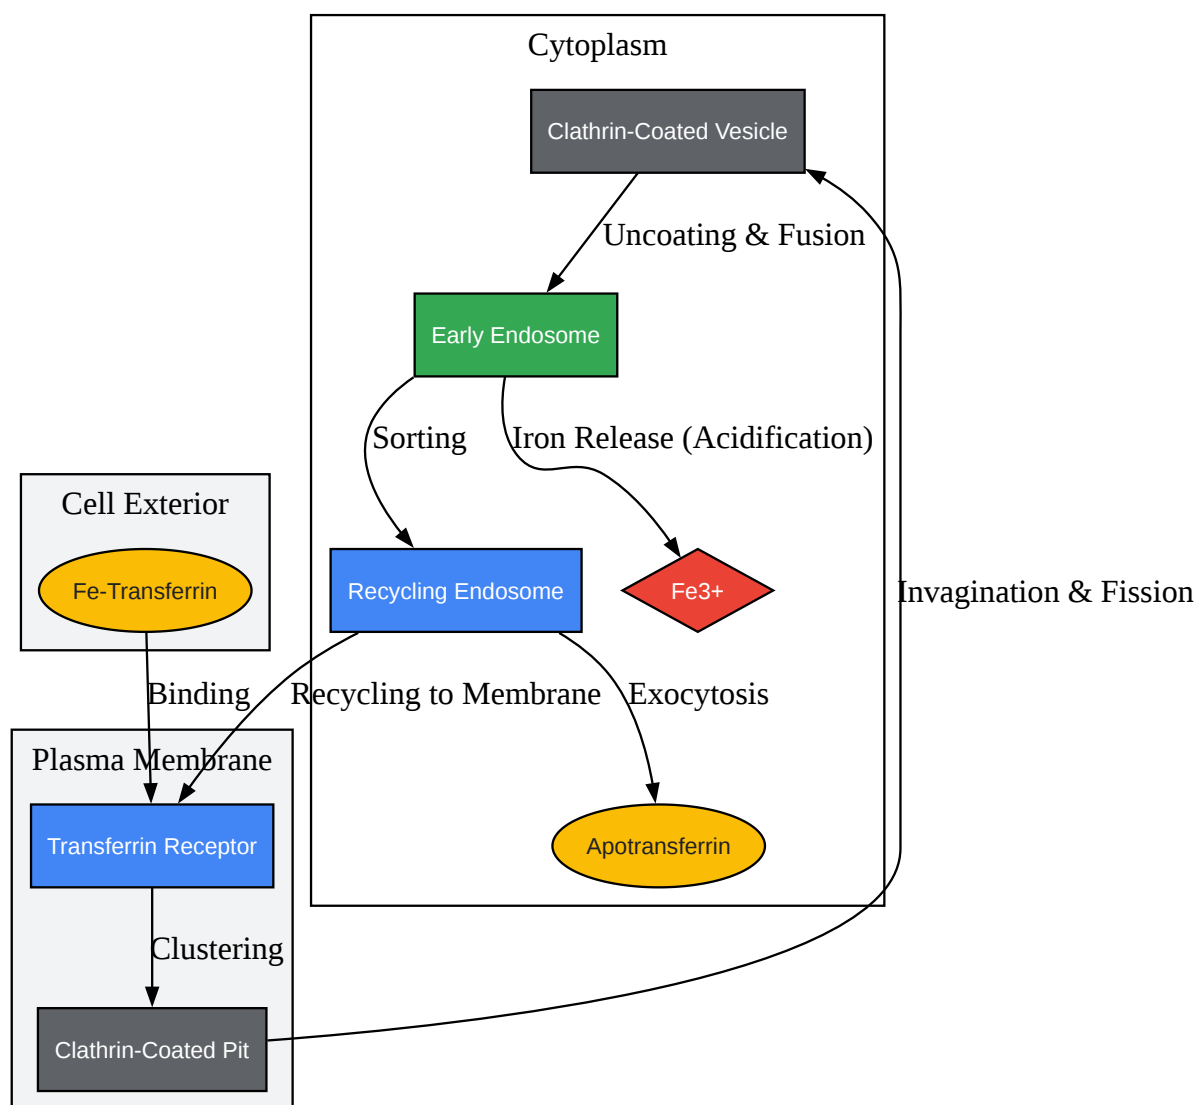 Cytoplasm
Clathrin-Coated Vesicle
Uncoating & Fusion
Early Endosome
Sorting
Iron Release (Acidification)
Cell Exterior
Fe-Transferrin
Recycling Endosome
Fe3+
Invagination & Fission
Binding
Recycling to Membrane
Exocytosis
Plasma Membrane
Transferrin Receptor
Apotransferrin
Clustering
Clathrin-Coated Pit